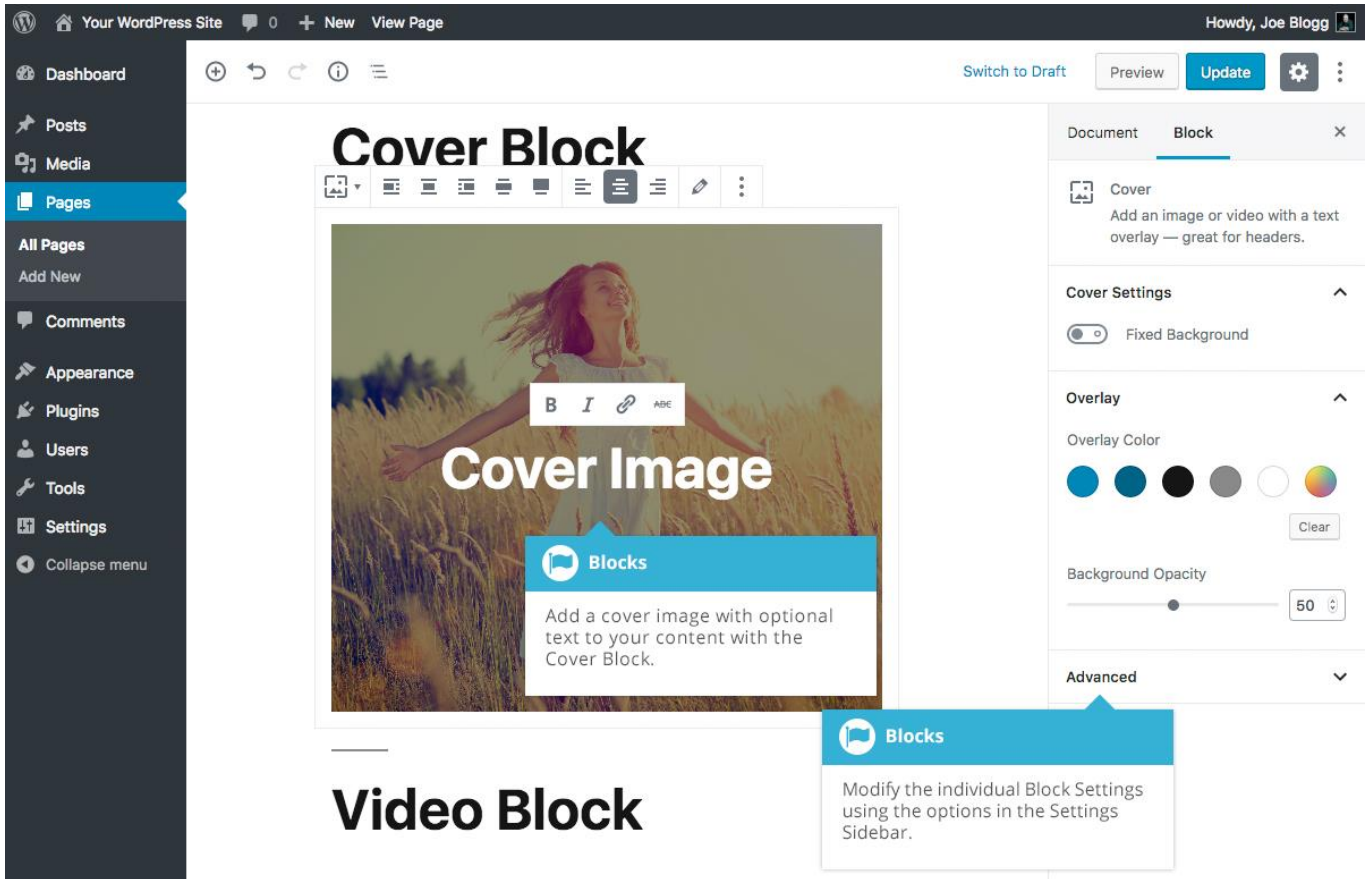 Your WordPress Site 0 New View Page Howdy, Joe Blogg
Dashboard
Posts
Media
Pages
All Pages
Add New
Comments
Appearance
Plugins
Users
Tools
Settings
Collapse menu
Switch to Draft Preview Update
Cover Block
B I ABC
Cover Image
Blocks
Add a cover image with optional
text to your content with the
Cover Block.
Video Block
Document Block
Cover
Add an image or video with a text
overlay — great for headers.
Cover Settings
Fixed Background
Overlay
Overlay Color
Clear
Background Opacity
50
Advanced
Blocks
Modify the individual Block Settings
using the options in the Settings
Sidebar.